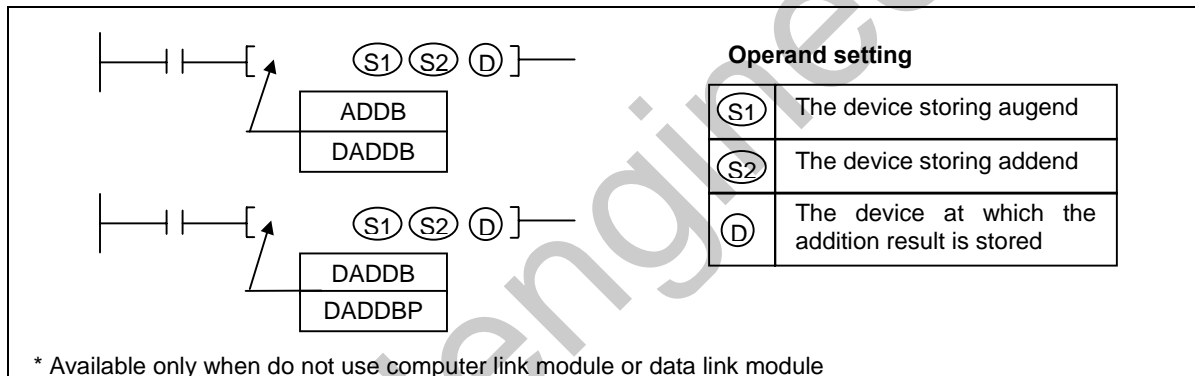 S1 S2 D
ADDB
DADDB
S1 S2 D
DADDB
DADDBP
Operand setting
S1 The device storing augend
S2 The device storing addend
D The device at which the
addition result is stored
* Available only when do not use computer link module or data link module
tengine